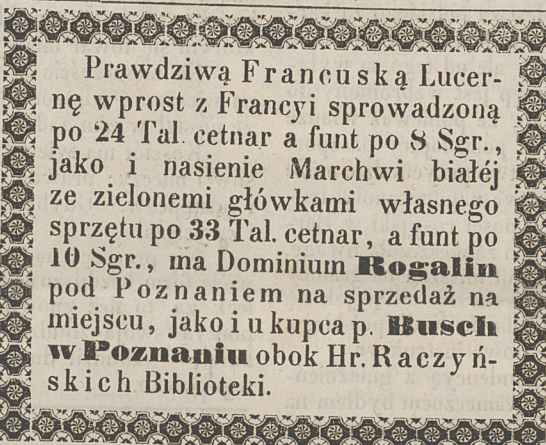 Prawdziwą Francuską Lucer-
nę wprost z Francyi sprowadzoną
po 24 Tal. cetnar a funt po 8 Sgr.,
jako i nasienie Marchwi białéj
ze zielonemi główkami własnego
sprzętu po 33 Tal. cetnar, a funt po
10 Sgr., ma Dominium Rogalin
pod Poznaniem na sprzedaż na
miejscu, jako i u kupca p. Busch
w Poznaniu obok Hr. Raczyń-
skich Biblioteki.